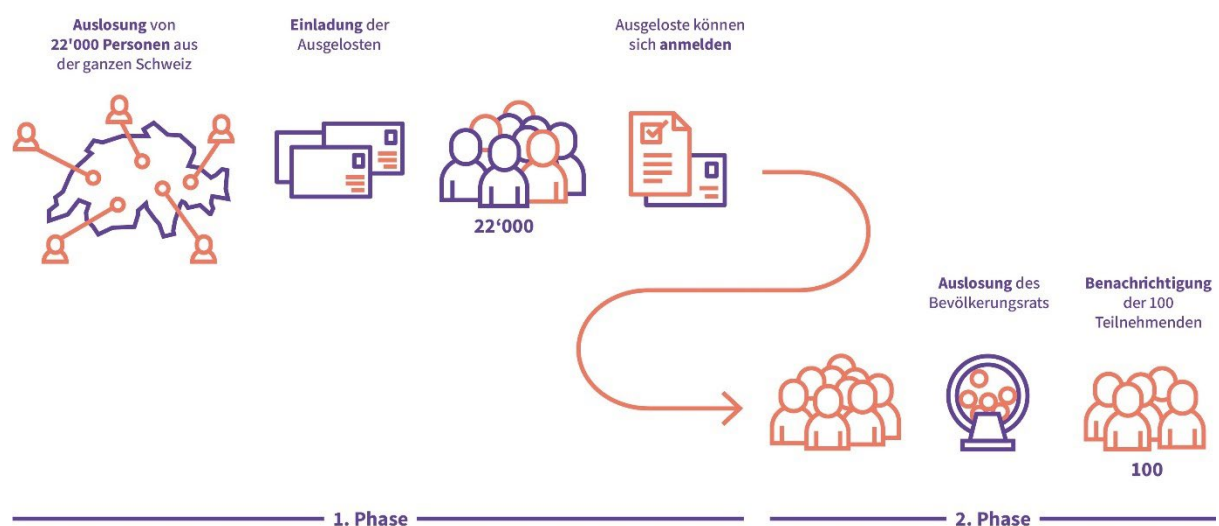 Auslosung von
22'000 Personen aus
der ganzen Schweiz
Einladung der
Ausgelosten
22‘000
Ausgeloste können
sich anmelden
Auslosung des
Bevölkerungsrats
Benachrichtigung
der 100
Teilnehmenden
100
1. Phase
2. Phase